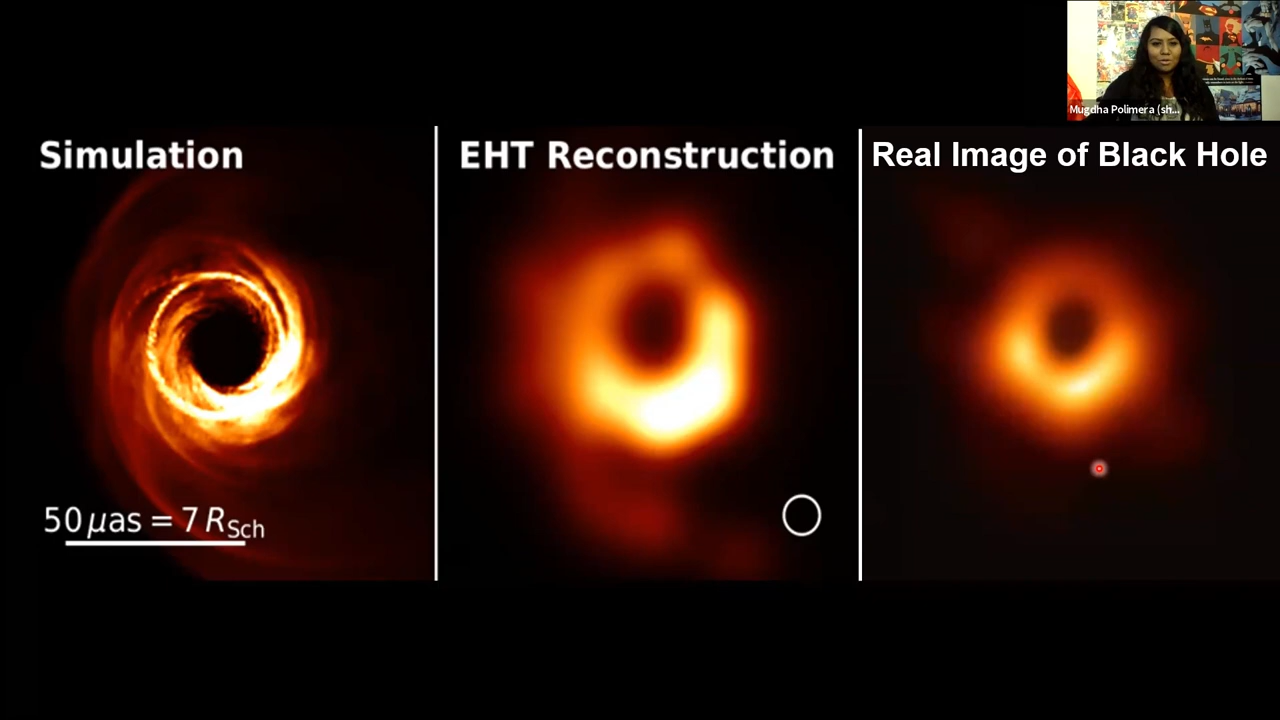 Mugdha Polimera (sh...
Simulation
EHT Reconstruction
Real Image of Black Hole
50 μas = 7 R_Sch